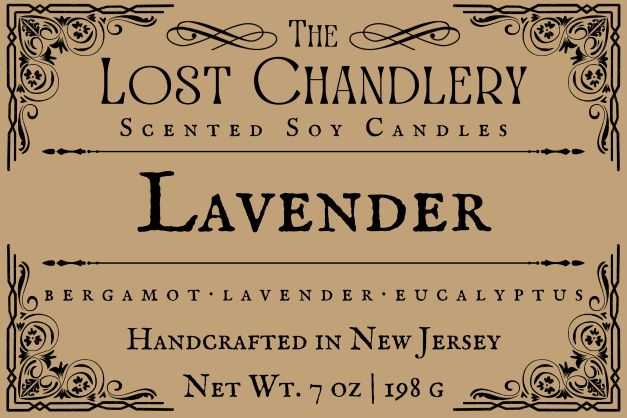 The
Lost Chandlery
Scented Soy Candles
Lavender
BERGAMOT·LAVENDER·EUCALYPTUS
Handcrafted in New Jersey
Net Wt. 7 oz | 198 g